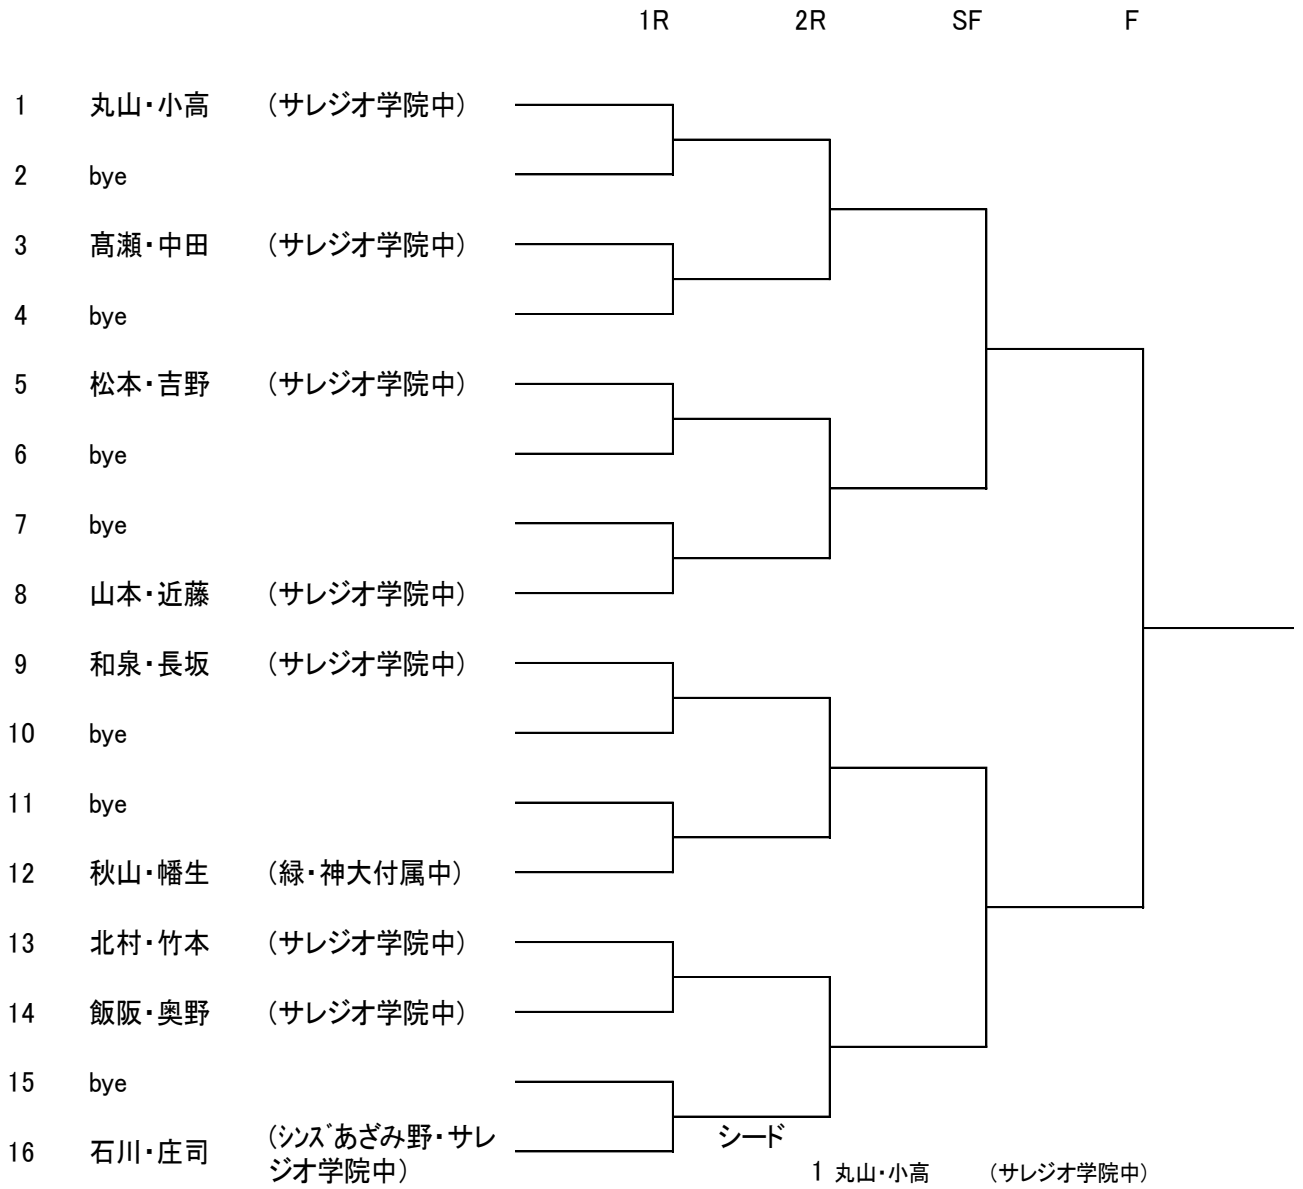 1R 2R SF F
1 丸山・小高 (サレジオ学院中)
2 bye
3 髙瀬・中田 (サレジオ学院中)
4 bye
5 松本・吉野 (サレジオ学院中)
6 bye
7 bye
8 山本・近藤 (サレジオ学院中)
9 和泉・長坂 (サレジオ学院中)
10 bye
11 bye
12 秋山・幡生 (緑・神大付属中)
13 北村・竹本 (サレジオ学院中)
14 飯阪・奥野 (サレジオ学院中)
15 bye
16 石川・庄司 (ｼﾝｽﾞあざみ野・サレ
ジオ学院中)
シード
1 丸山・小高 (サレジオ学院中)